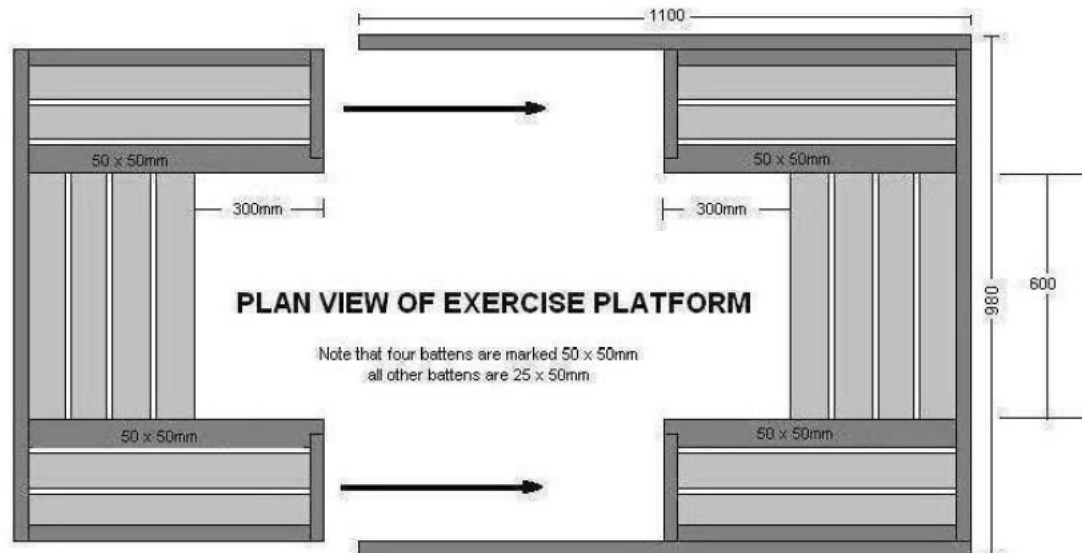 1100
50 x 50mm
50 x 50mm
300mm
300mm
600
980
PLAN VIEW OF EXERCISE PLATFORM
Note that four battens are marked 50 x 50mm
all other battens are 25 x 50mm
50 x 50mm
50 x 50mm